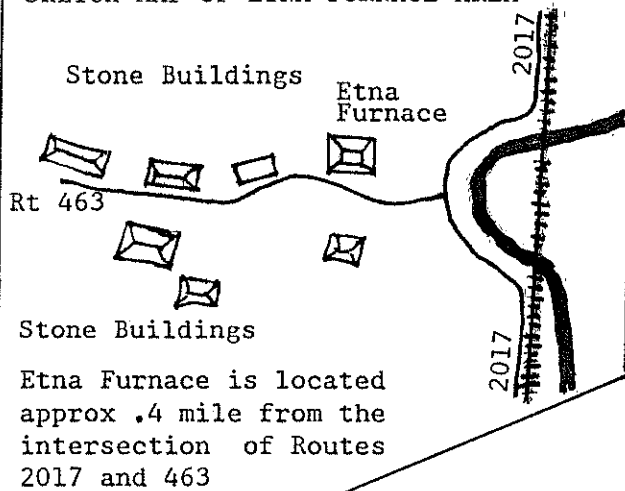 SKETCH MAP OF ETNA FURNACE AREA
2017
Stone Buildings
Etna
Furnace
Rt 463
Stone Buildings
2017
Etna Furnace is located
approx .4 mile from the
intersection of Routes
2017 and 463